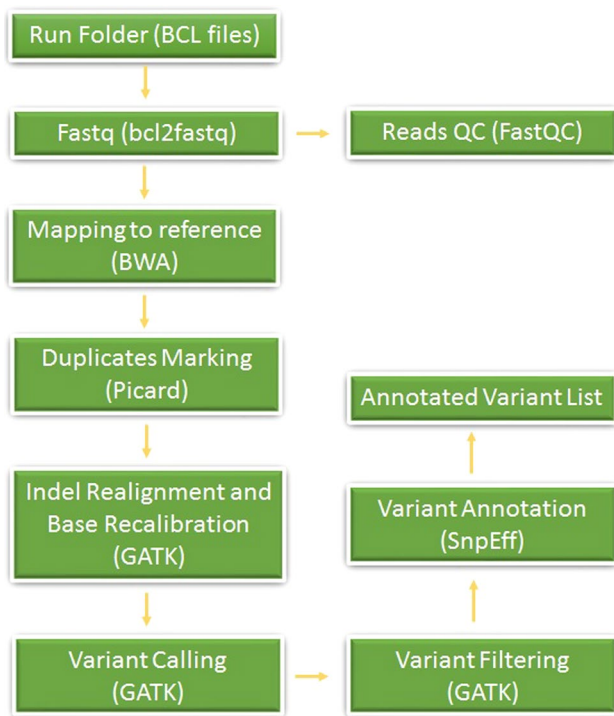 Run Folder (BCL files)
Fastq (bcl2fastq)
Reads QC (FastQC)
Mapping to reference
(BWA)
Duplicates Marking
(Picard)
Indel Realignment and
Base Recalibration
(GATK)
Variant Calling
(GATK)
Variant Filtering
(GATK)
Variant Annotation
(SnpEff)
Annotated Variant List